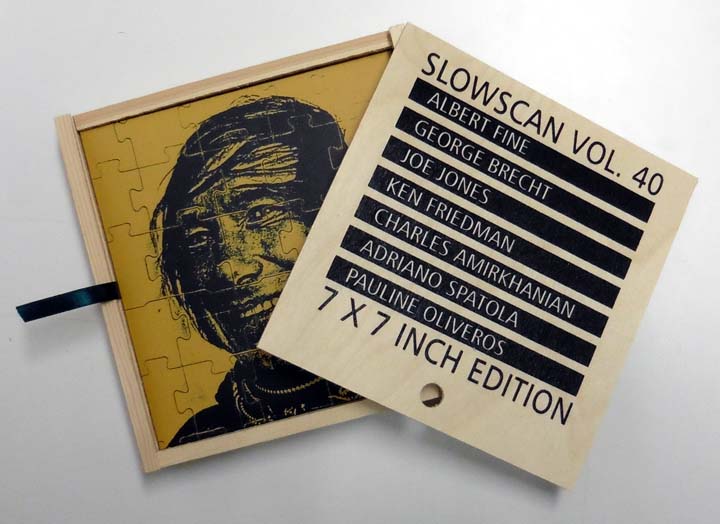 SLOWSCAN VOL. 40
ALBERT FINE
GEORGE BRECHT
JOE JONES
KEN FRIEDMAN
CHARLES AMIRKHANIAN
ADRIANO SPATOLA
PAULINE OLIVEROS
7 X 7 INCH EDITION